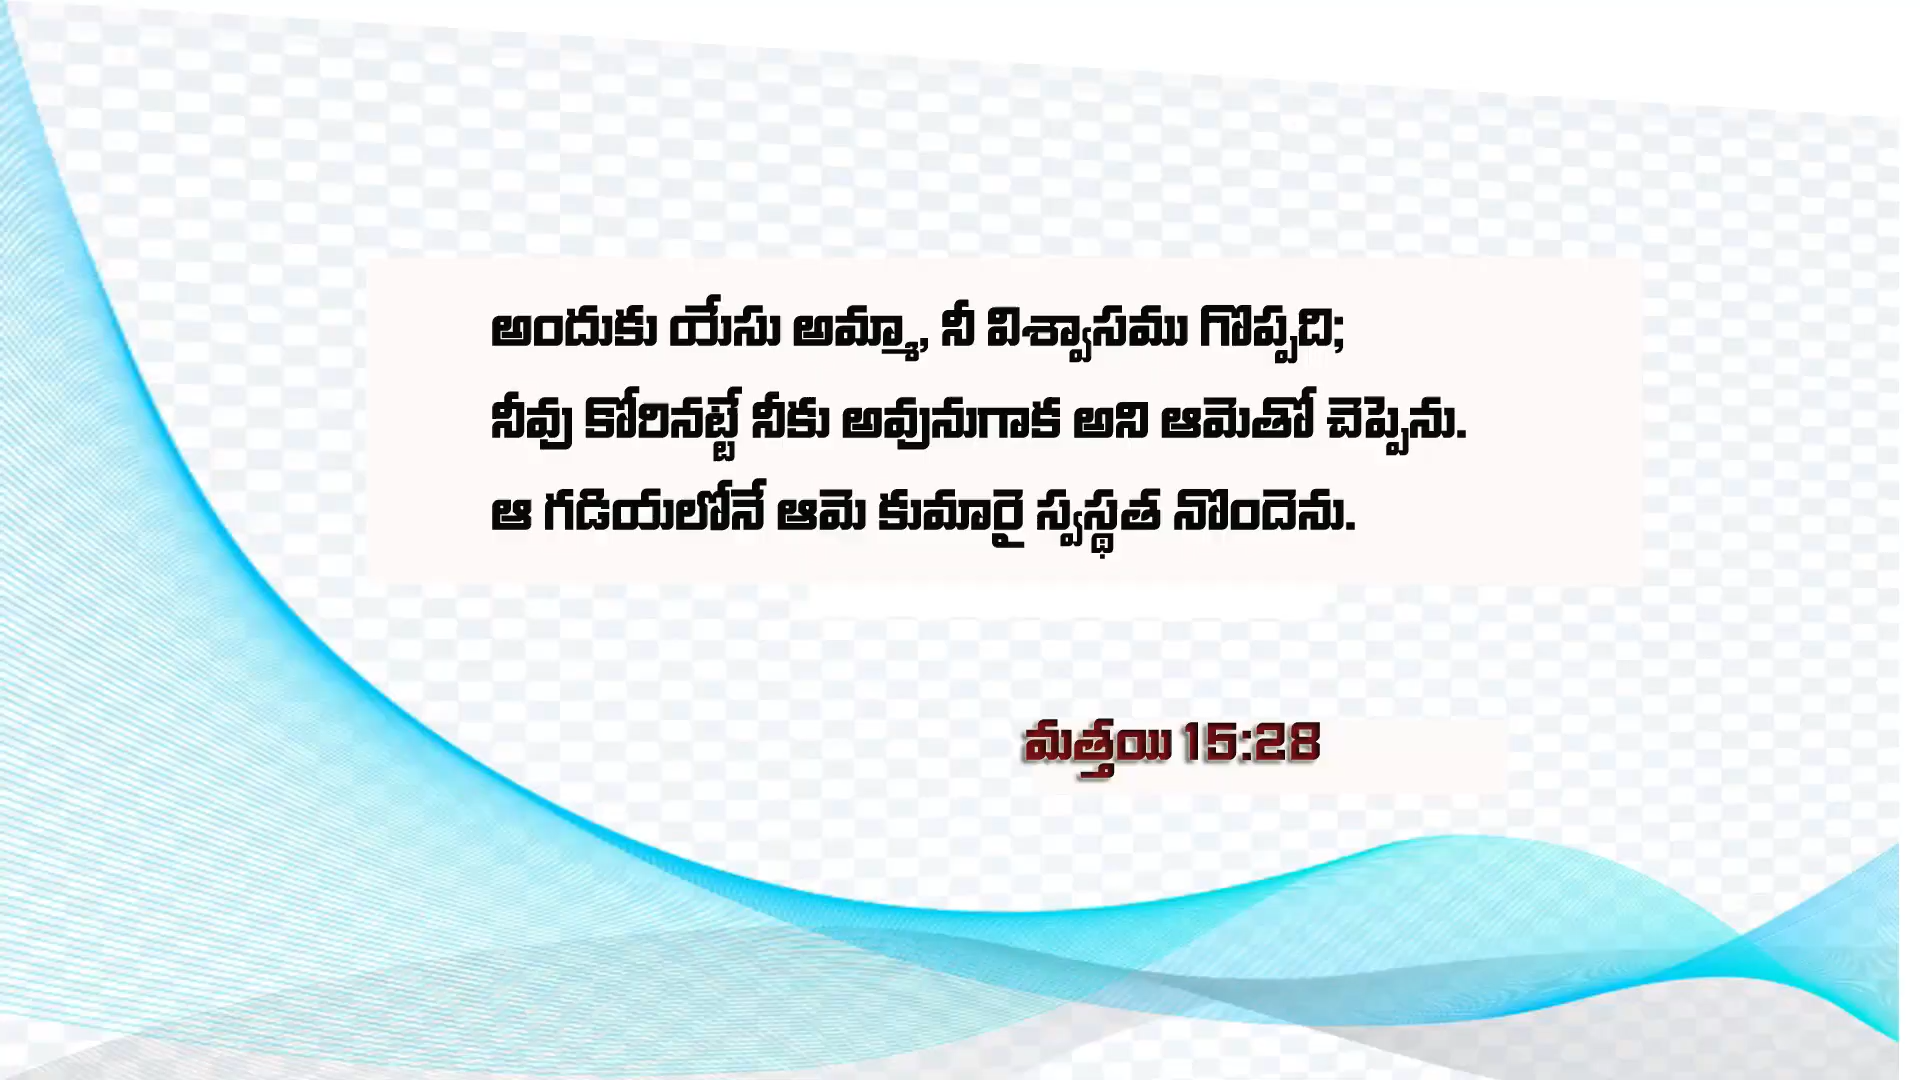 అందుకు యేసు అమ్మా, నీ విశ్వాసము గొప్పది;
నీవు కోరినట్టే నీకు అవునుగాక అని ఆమెతో చెప్పెను.
ఆ గడియలోనే ఆమె కుమార్తె స్వస్థత నొందెను.
మత్తయి 15:28